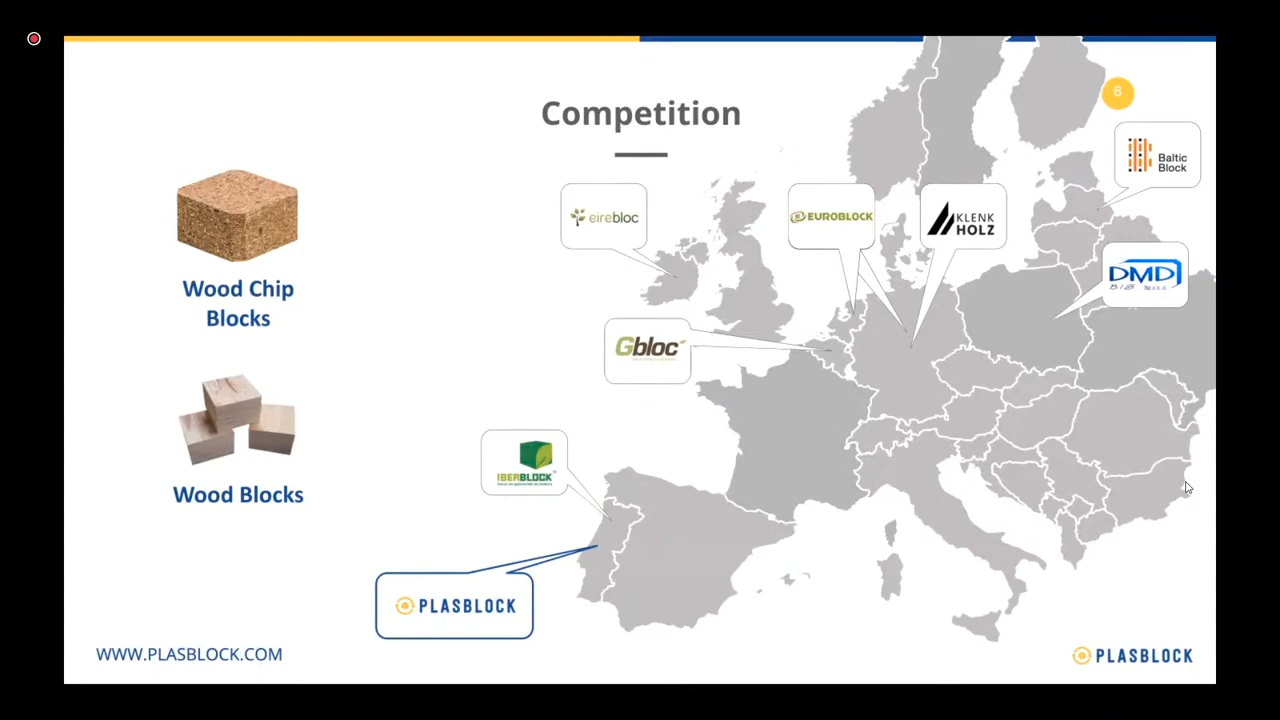 Competition
6
Baltic
Block
eirebloc
EUROBLOCK
KLENK
HOLZ
DMD
Wood Chip
Blocks
Gbloc
IBERBLOCK
Wood Blocks
PLASBLOCK
WWW.PLASBLOCK.COM
PLASBLOCK